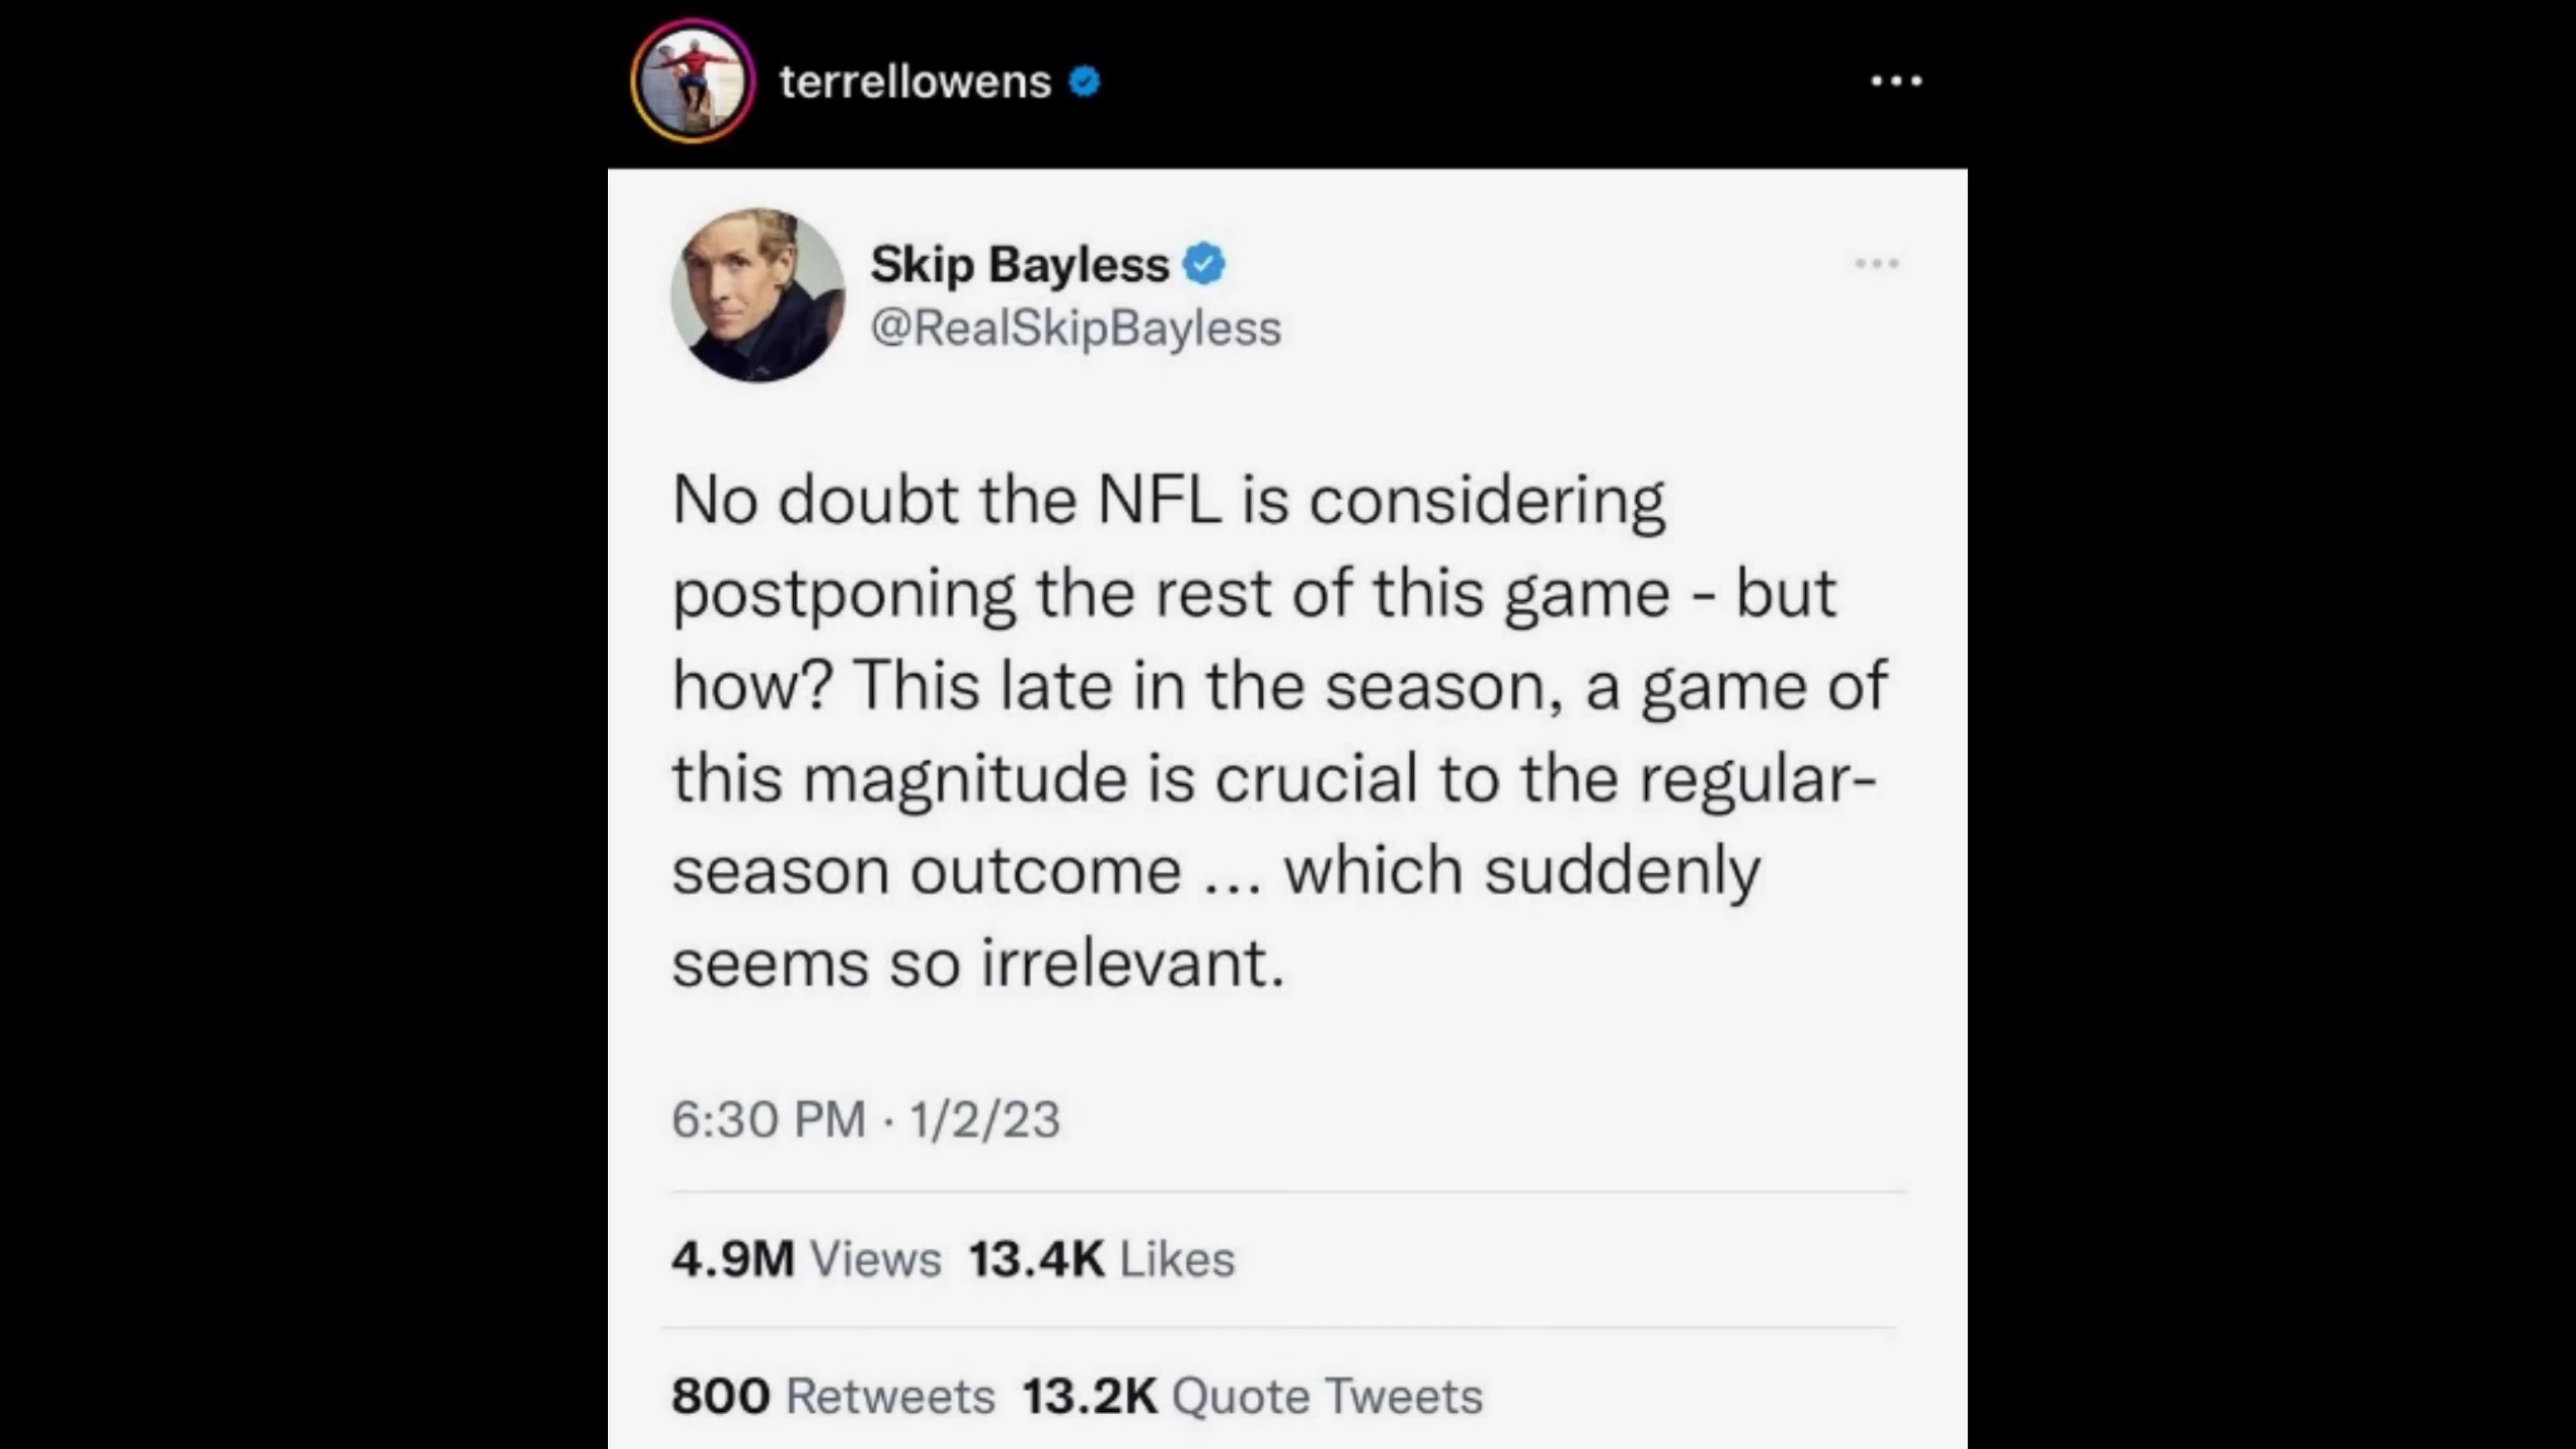 terrellowens
Skip Bayless
@RealSkipBayless
No doubt the NFL is considering
postponing the rest of this game - but
how? This late in the season, a game of
this magnitude is crucial to the regular-
season outcome ... which suddenly
seems so irrelevant.
6:30 PM · 1/2/23
4.9M Views 13.4K Likes
800 Retweets 13.2K Quote Tweets